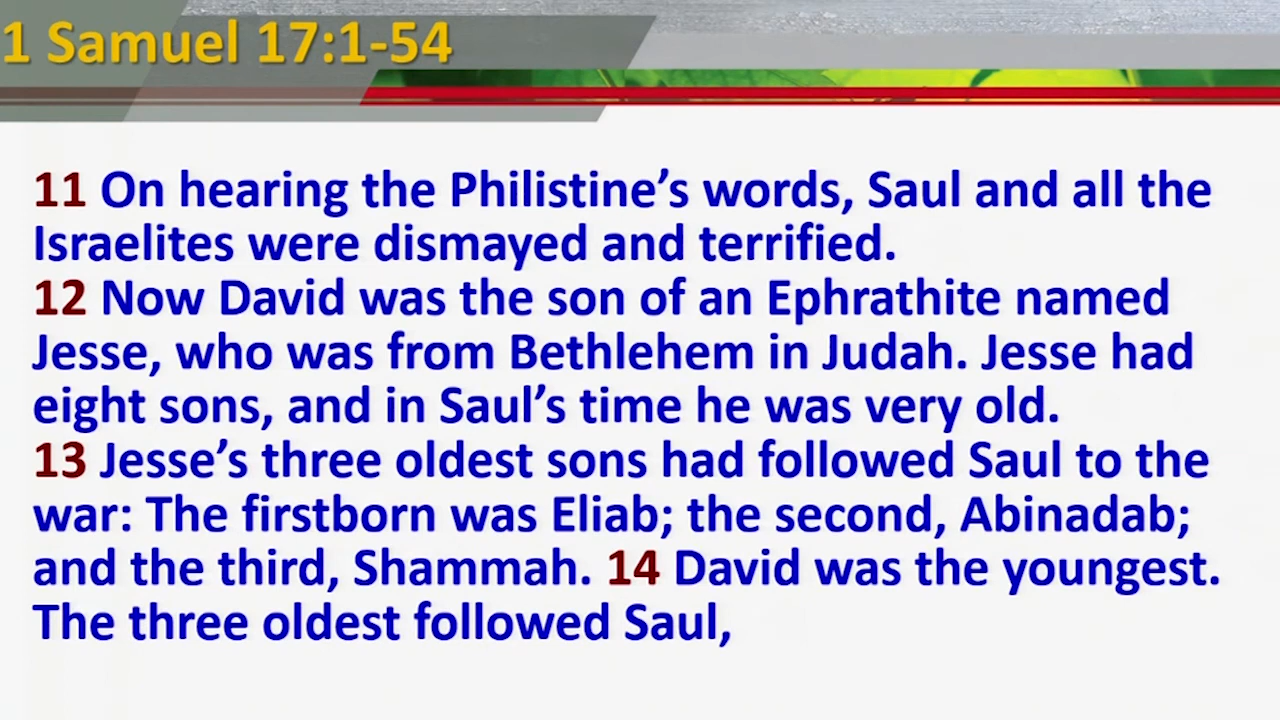 1 Samuel 17:1-54
11 On hearing the Philistine’s words, Saul and all the
Israelites were dismayed and terrified.
12 Now David was the son of an Ephrathite named
Jesse, who was from Bethlehem in Judah. Jesse had
eight sons, and in Saul’s time he was very old.
13 Jesse’s three oldest sons had followed Saul to the
war: The firstborn was Eliab; the second, Abinadab;
and the third, Shammah. 14 David was the youngest.
The three oldest followed Saul,